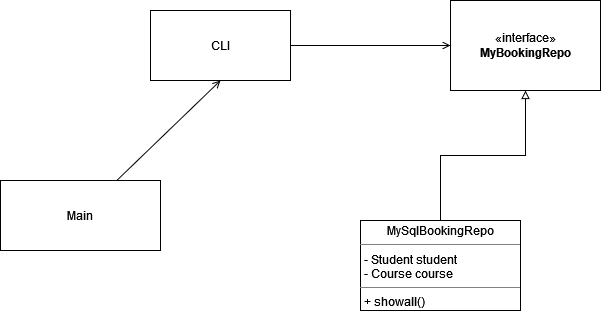 CLI
«interface»
MyBookingRepo
Main
MySqlBookingRepo
- Student student
- Course course
+ showall()